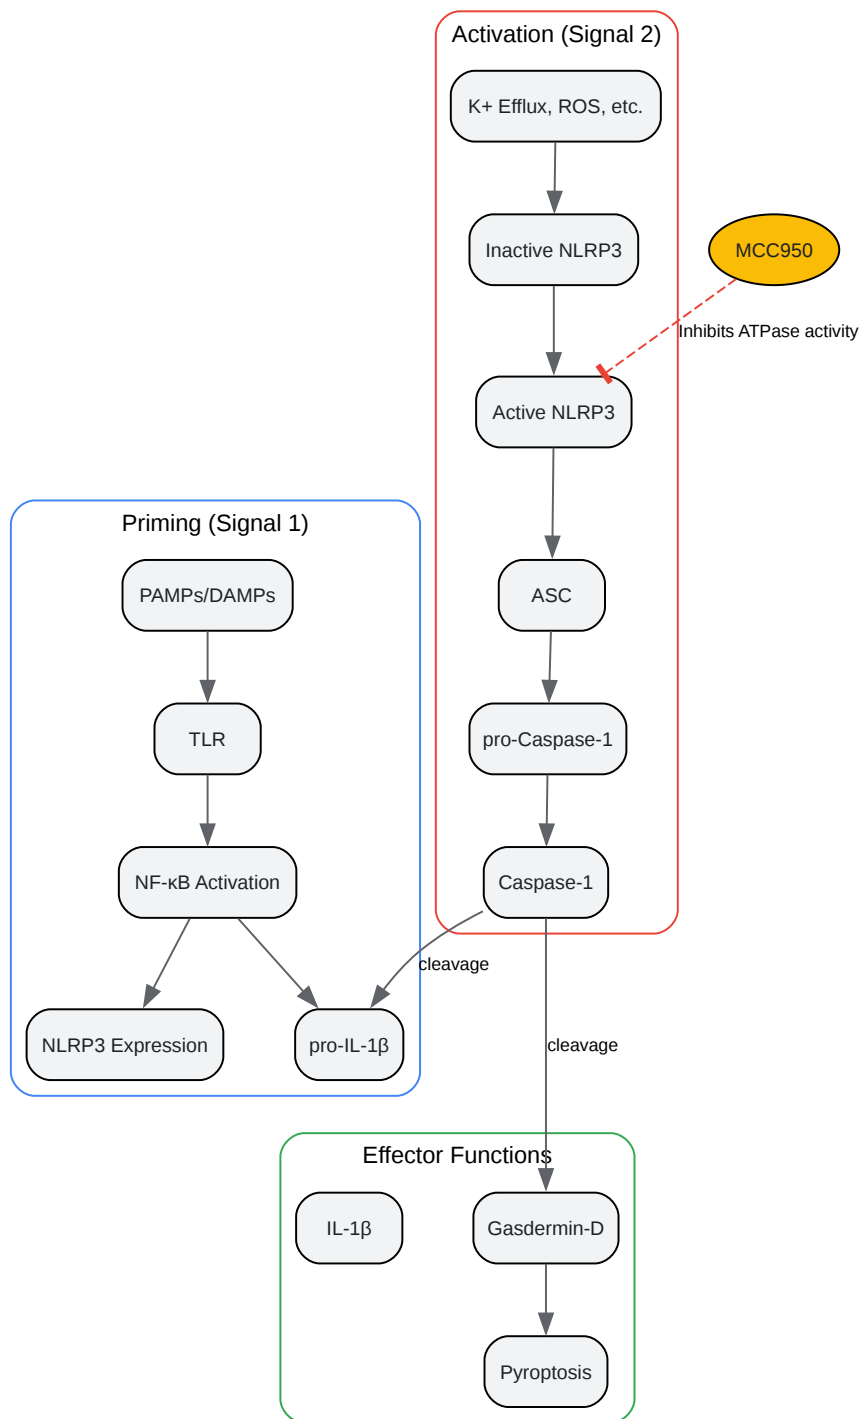 Activation (Signal 2)
K+ Efflux, ROS, etc.
Inactive NLRP3
MCC950
Inhibits ATPase activity
Active NLRP3
Priming (Signal 1)
PAMPs/DAMPs
ASC
TLR
pro-Caspase-1
NF-κB Activation
Caspase-1
cleavage
NLRP3 Expression
pro-IL-1β
cleavage
Effector Functions
IL-1β
Gasdermin-D
Pyroptosis